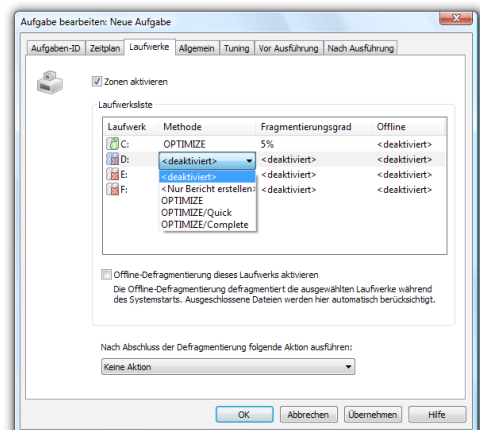 Aufgabe bearbeiten: Neue Aufgabe
Aufgaben-ID Zeitplan Laufwerke Allgemein Tuning Vor Ausführung Nach Ausführung
Zonen aktivieren
Laufwerksliste
Laufwerk Methode Fragmentierungsgrad Offline
C: OPTIMIZE 5% <deaktiviert>
D: <deaktiviert> <deaktiviert> <deaktiviert>
E: <deaktiviert> <deaktiviert> <deaktiviert>
F: <Nur Bericht erstellen> <deaktiviert> <deaktiviert>
OPTIMIZE
OPTIMIZE/Quick
OPTIMIZE/Complete
Offline-Defragmentierung dieses Laufwerks aktivieren
Die Offline-Defragmentierung defragmentiert die ausgewählten Laufwerke während
des Systemstarts. Ausgeschlossene Dateien werden hier automatisch berücksichtigt.
Nach Abschluss der Defragmentierung folgende Aktion ausführen:
Keine Aktion
OK Abbrechen Übernehmen Hilfe